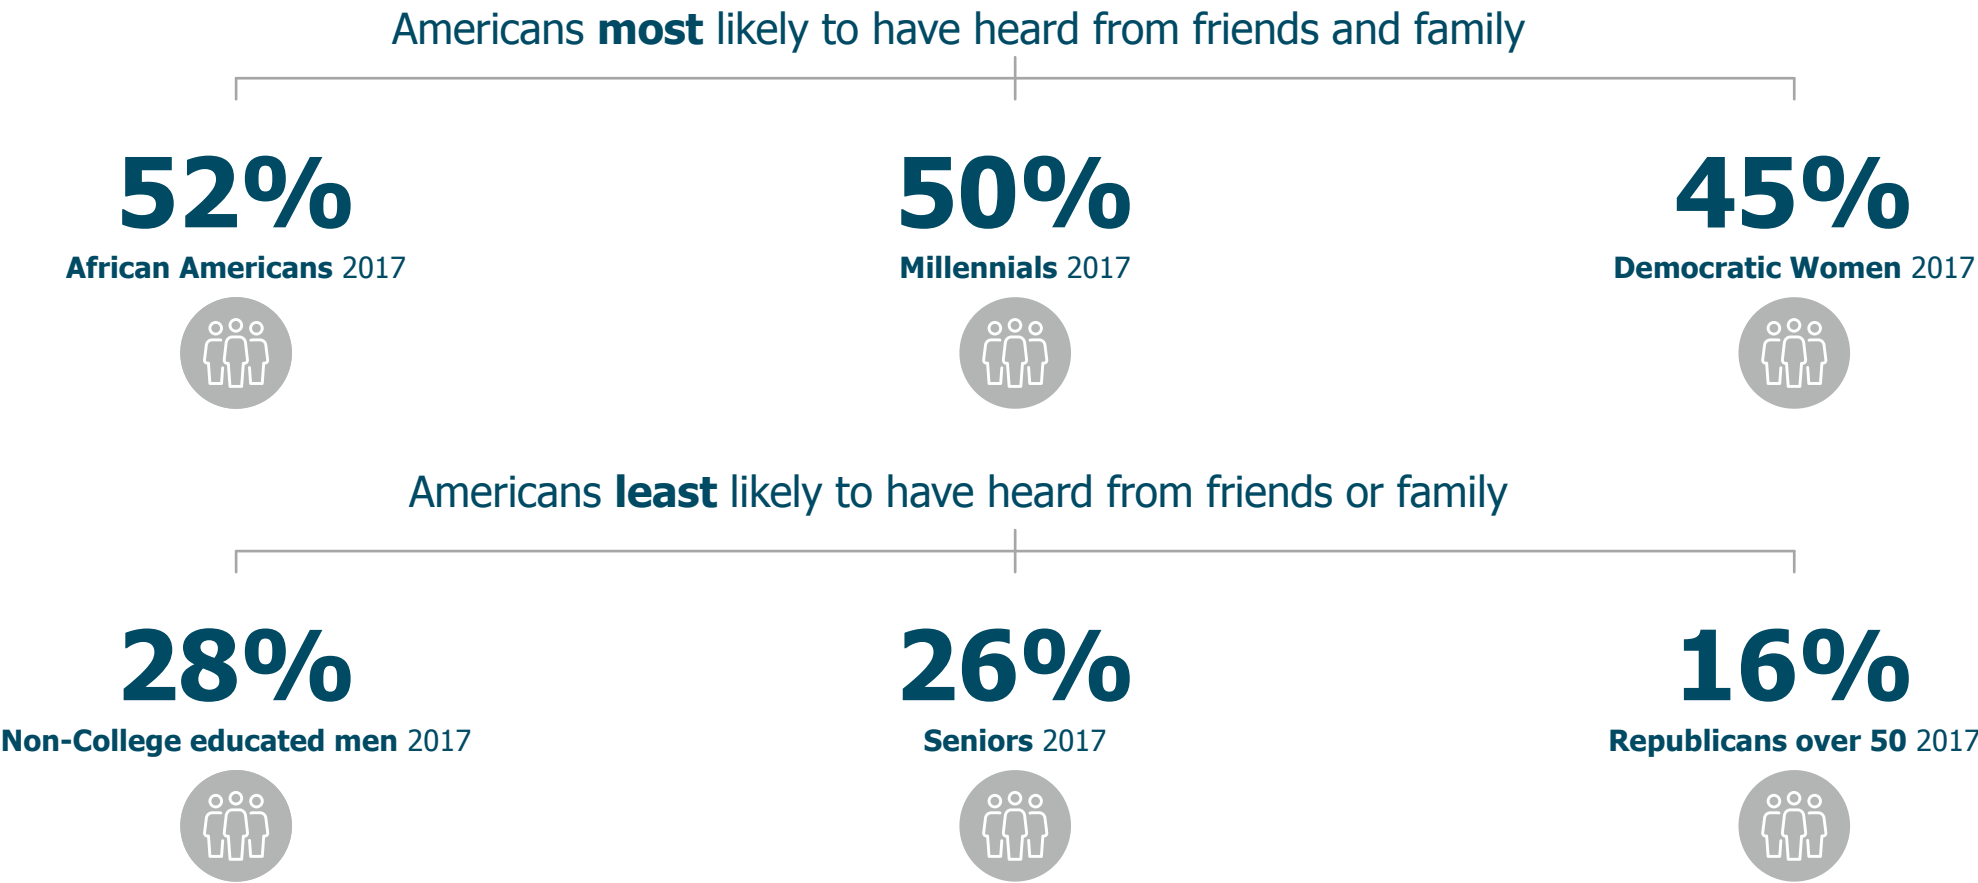 Americans most likely to have heard from friends and family
52% 50% 45%
African Americans 2017 Millennials 2017 Democratic Women 2017
Americans least likely to have heard from friends or family
28% 26% 16%
Non-College educated men 2017 Seniors 2017 Republicans over 50 2017